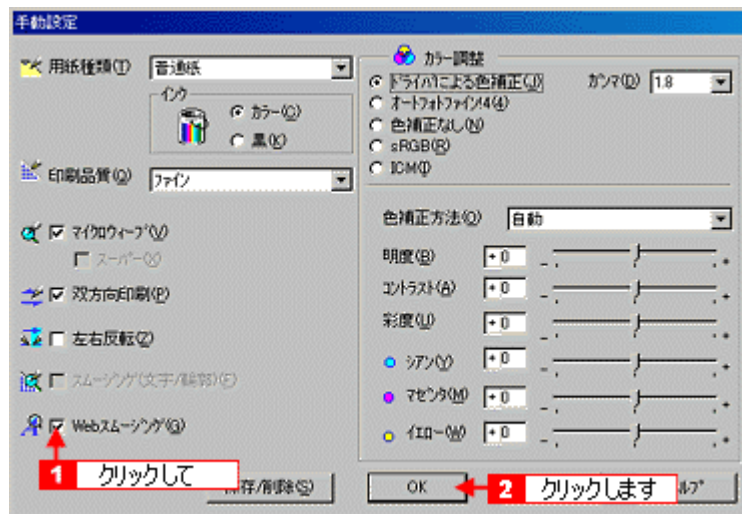 手動設定
用紙種類(T) 普通紙
インク
カラー(C)
黒(K)
印刷品質(Q) ファイン
マイクロウィーブ(V)
スーパー(X)
双方向印刷(P)
左右反転(Z)
スムージング(文字/輪郭)(F)
Webスムージング(G)
1 クリックして
保存/削除(S)
カラー調整
ドライバによる色補正(J) ガンマ(D) 1.8
オートフォトファイン!4(4)
色補正なし(N)
sRGB(R)
ICM(I)
色補正方法(O) 自動
明度(B) +0 - +
コントラスト(A) +0 - +
彩度(U) +0 - +
シアン(Y) +0 - +
マゼンタ(M) +0 - +
イエロー(W) +0 - +
OK 2 クリックします ルプ